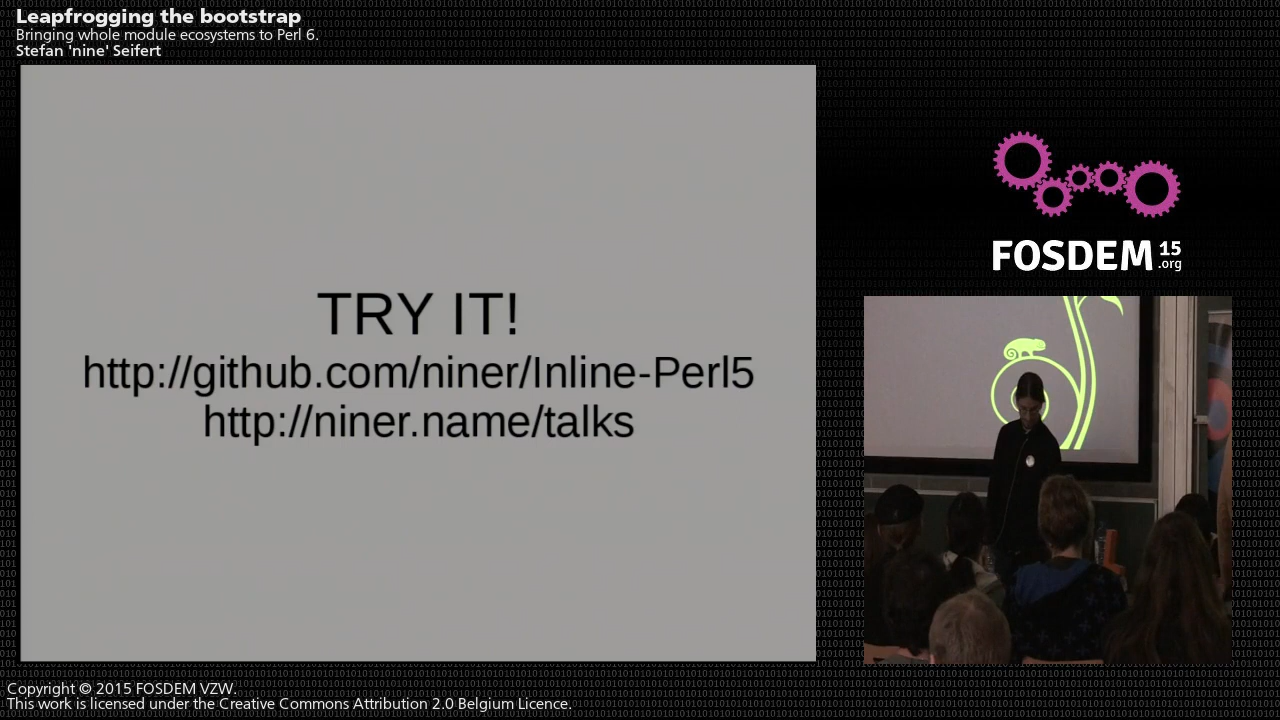 Leapfrogging the bootstrap
Bringing whole module ecosystems to Perl 6.
Stefan 'nine' Seifert
TRY IT!
http://github.com/niner/Inline-Perl5
http://niner.name/talks
FOSDEM 15
.org
Copyright © 2015 FOSDEM VZW.
This work is licensed under the Creative Commons Attribution 2.0 Belgium Licence.